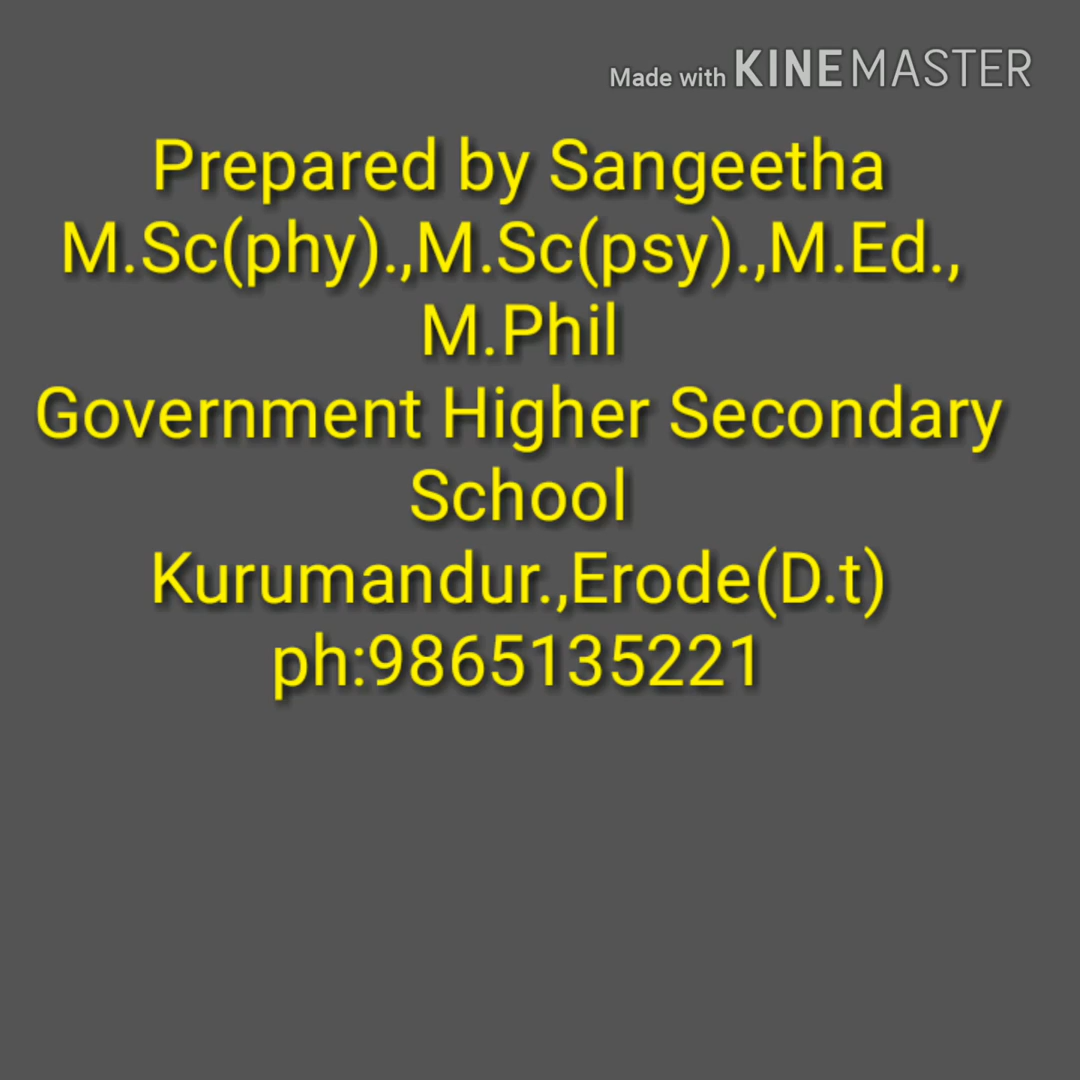 Made with KINEMASTER
Prepared by Sangeetha
M.Sc(phy).,M.Sc(psy).,M.Ed.,
M.Phil
Government Higher Secondary
School
Kurumandur.,Erode(D.t)
ph:9865135221